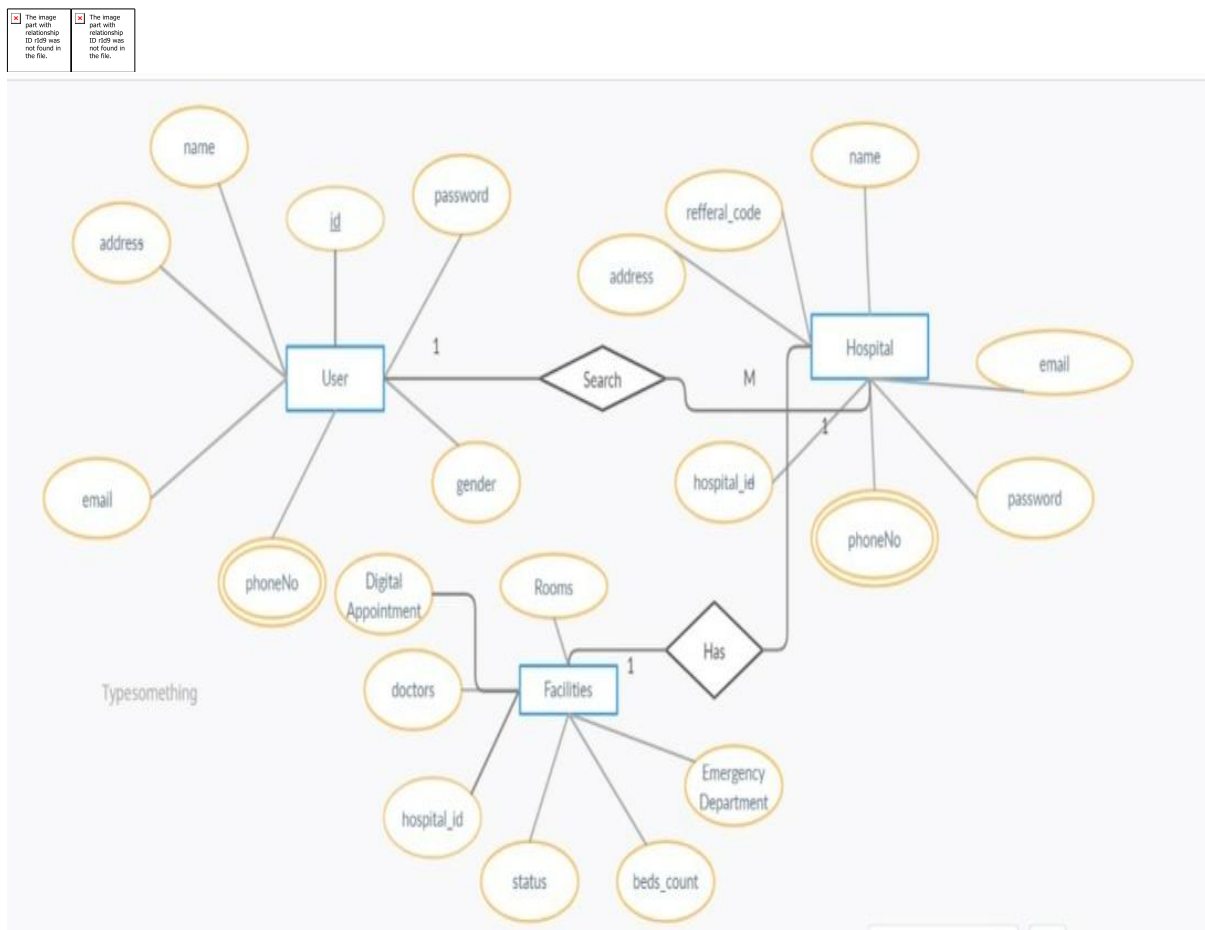 The image
part with
relationship
ID rId9 was
not found in
the file.
The image
part with
relationship
ID rId9 was
not found in
the file.
name
name
password
id
refferal_code
address
address
1
Hospital
email
User
Search
M
1
gender
hospital_id
email
password
phoneNo
phoneNo
Digital
Appointment
Rooms
Has
1
Typesomething
doctors
Facilities
Emergency
Department
hospital_id
status
beds_count